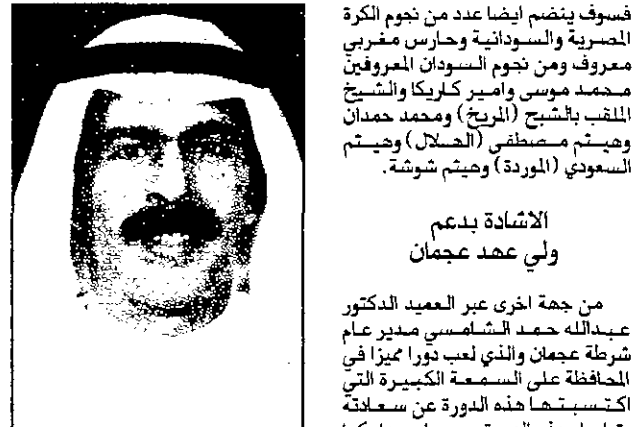 فسوف ينضم ايضا عدد من نجوم الكرة
المصرية والسودانية وحارس مغربي
معروف ومن نجوم السودان المعروفين
محمد موسى وامير كاريكا والشيخ
الملقب بالشبح (المريخ) ومحمد حمدان
وهيثم مصطفى (الهلال) وهيثم
السعودي (الموردة) وهيثم شوشة.
الاشادة بدعم
ولي عهد عجمان
من جهة اخرى عبر العميد الدكتور
عبدالله حمد الشامسي مدير عام
شرطة عجمان والذي لعب دورا مميزا في
المحافظة على السمعة الكبيرة التي
اكتسبتها هذه الدورة عن سعادته